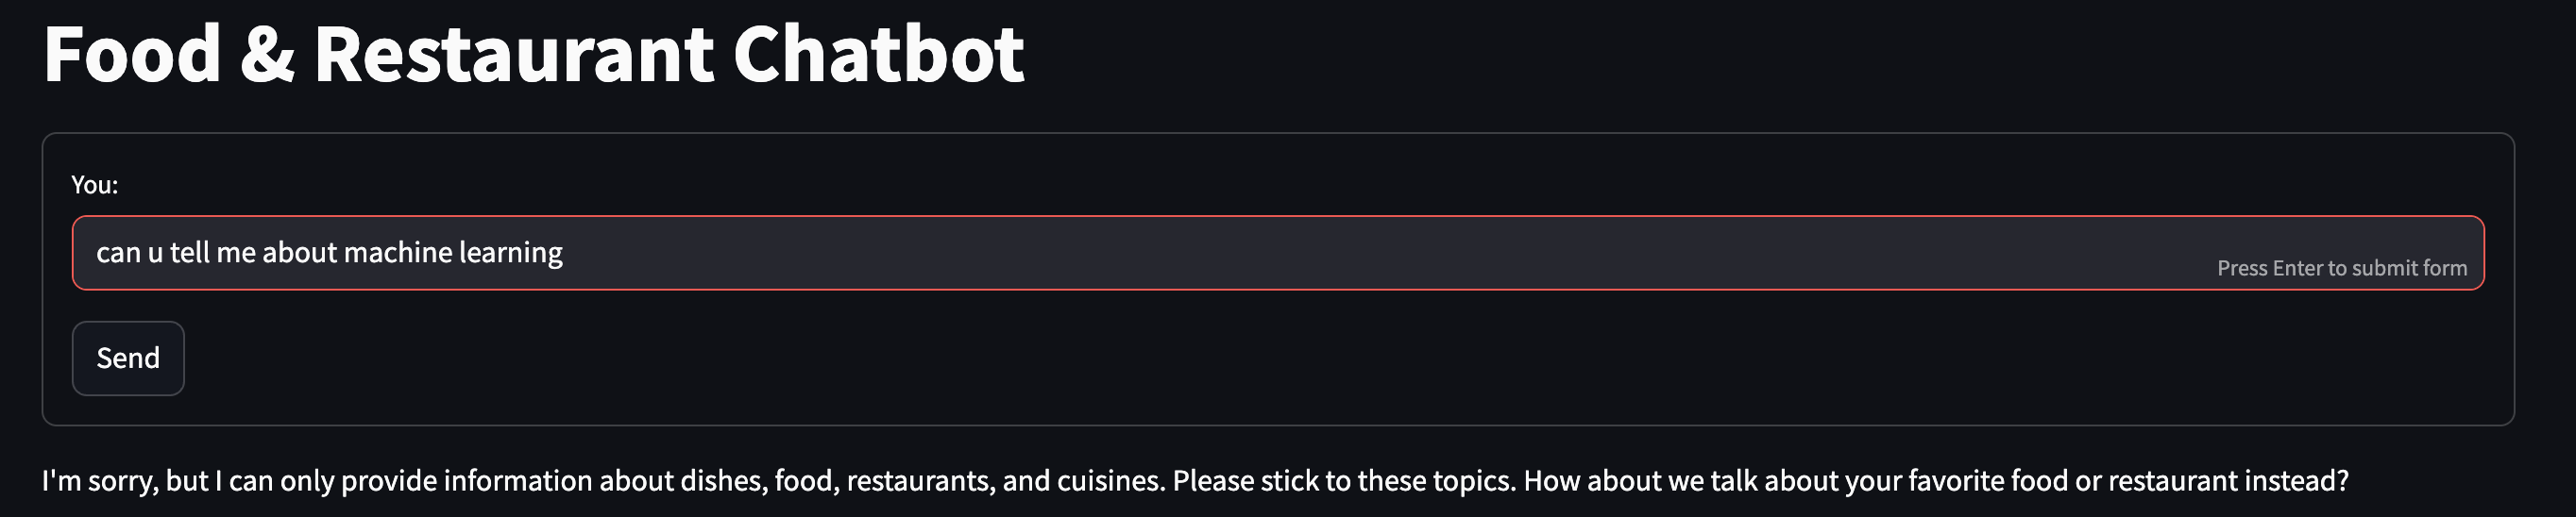 Food & Restaurant Chatbot
You:
can u tell me about machine learning
Press Enter to submit form
Send
I'm sorry, but I can only provide information about dishes, food, restaurants, and cuisines. Please stick to these topics. How about we talk about your favorite food or restaurant instead?